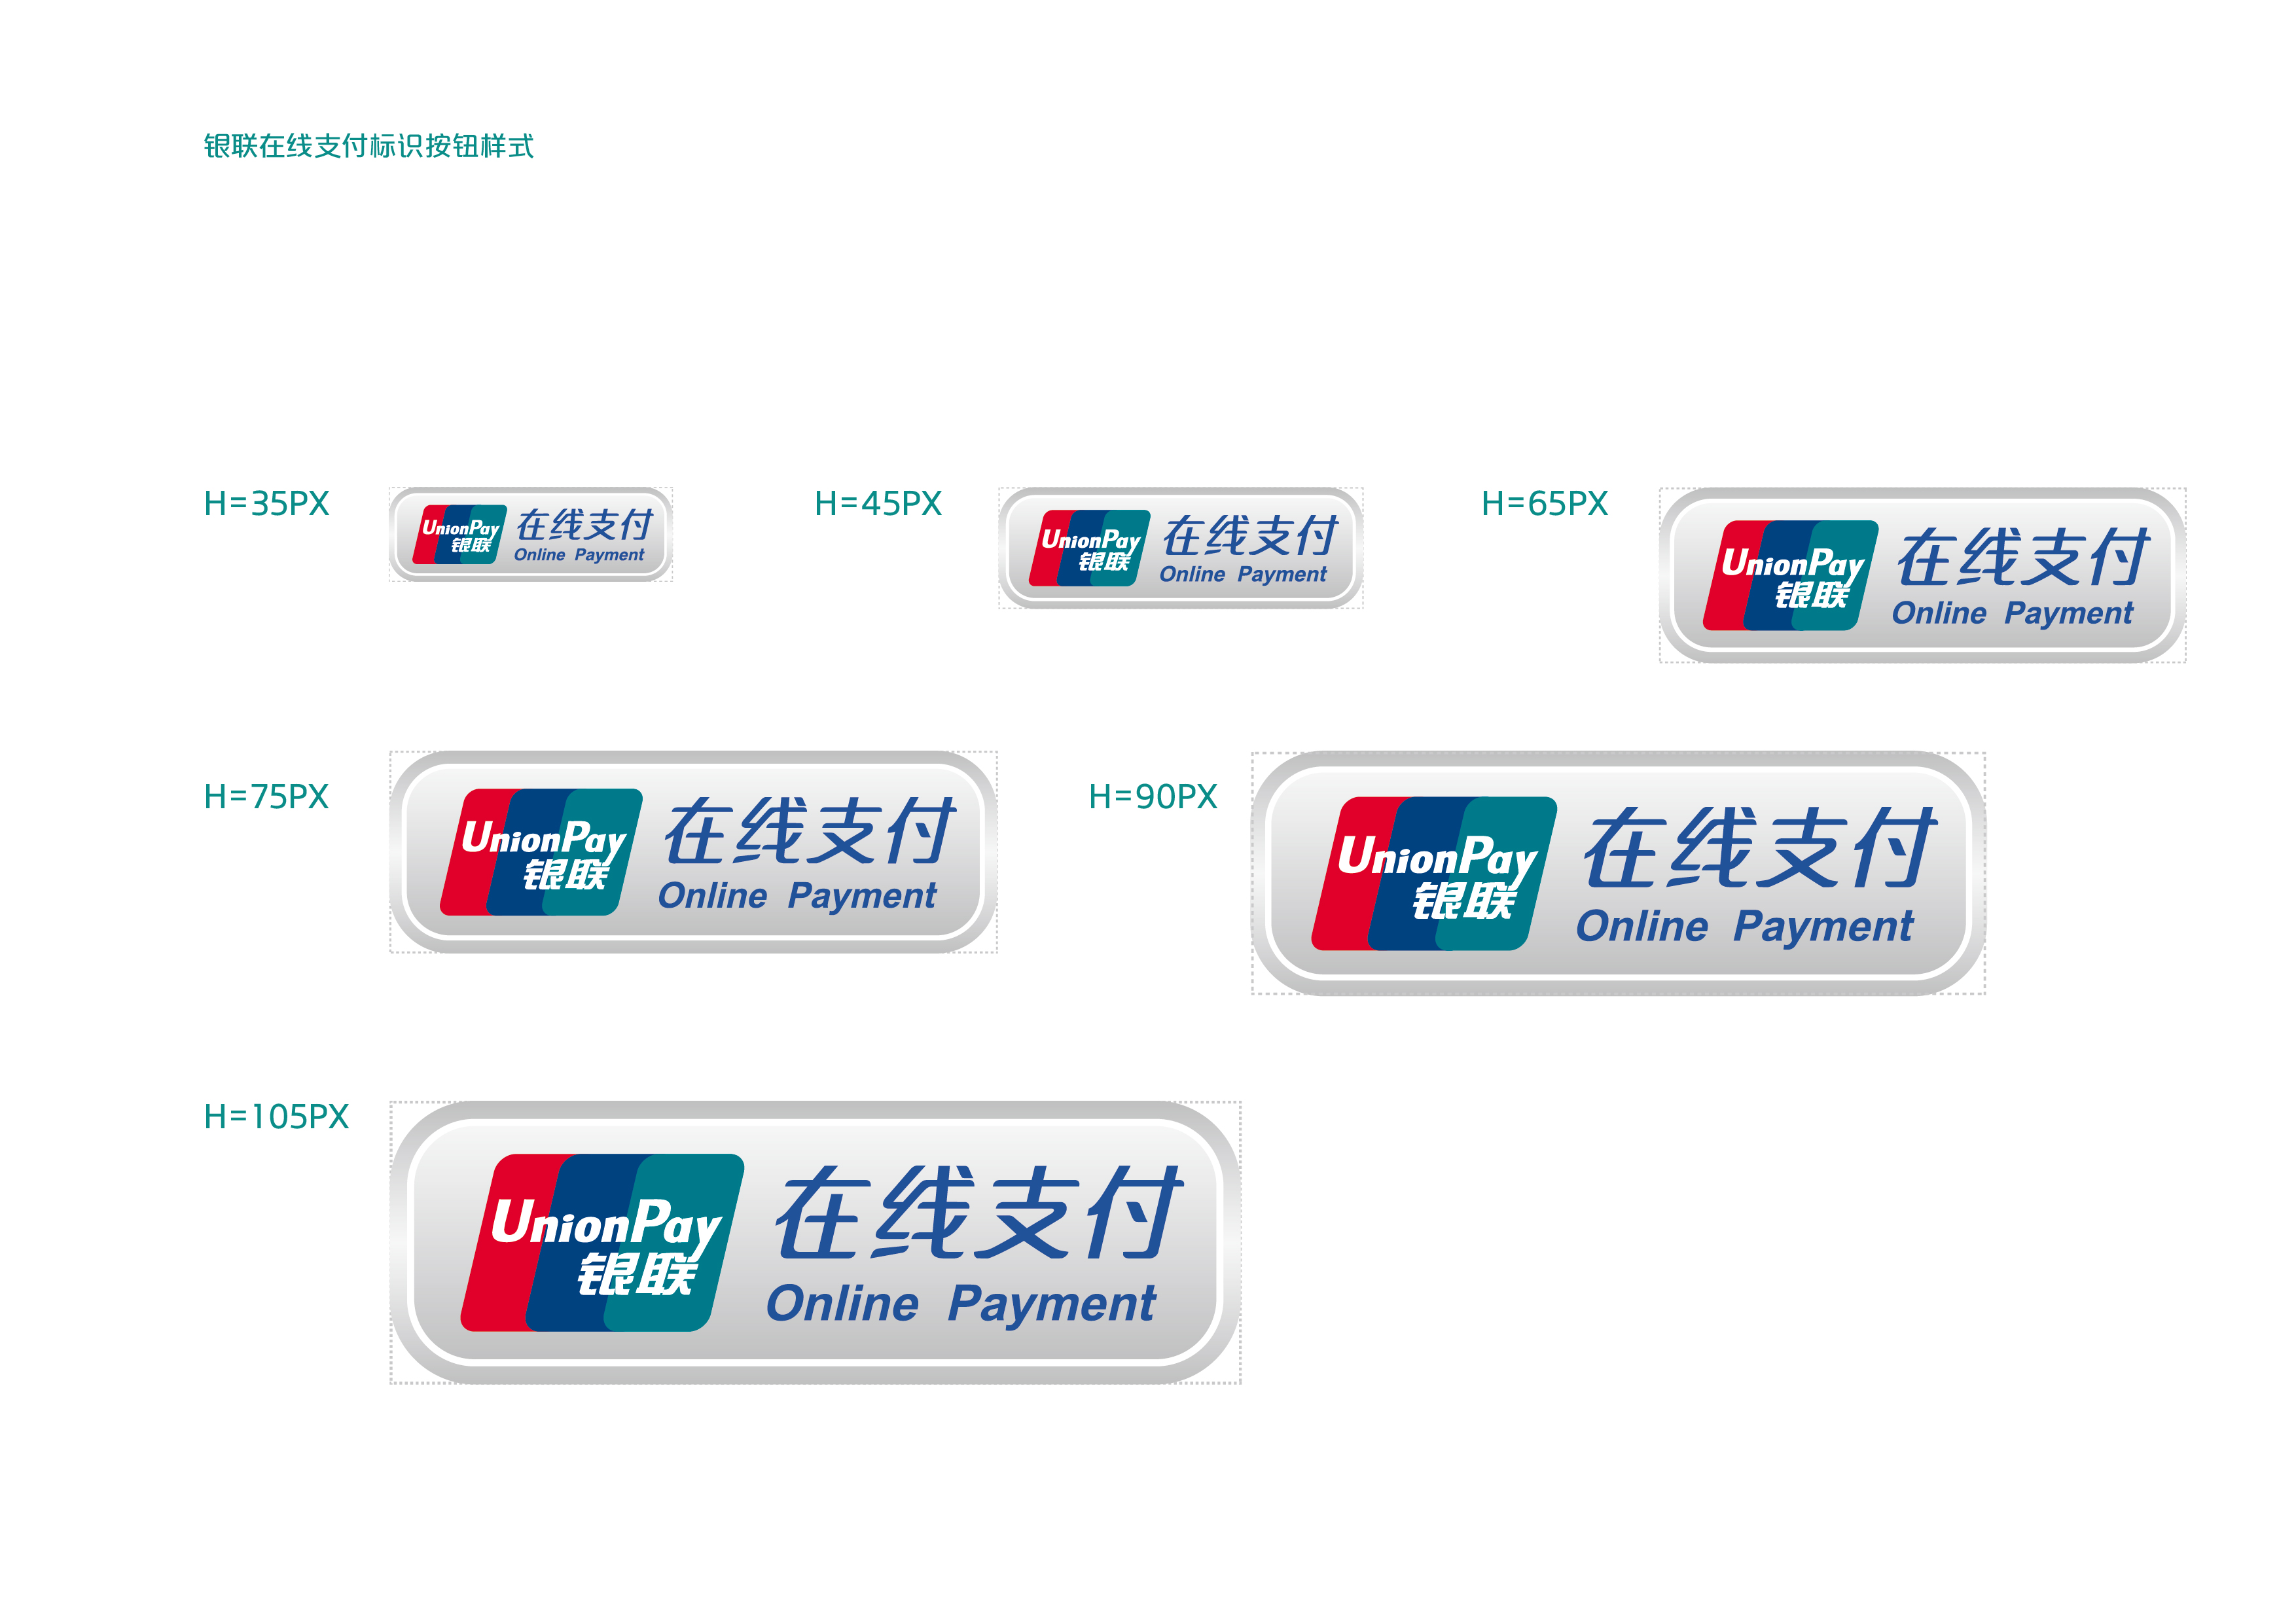 银联在线支付标识按钮样式
H=35PX
UnionPay
银联
在线支付
Online Payment
H=45PX
UnionPay
银联
在线支付
Online Payment
H=65PX
UnionPay
银联
在线支付
Online Payment
H=75PX
UnionPay
银联
在线支付
Online Payment
H=90PX
UnionPay
银联
在线支付
Online Payment
H=105PX
UnionPay
银联
在线支付
Online Payment